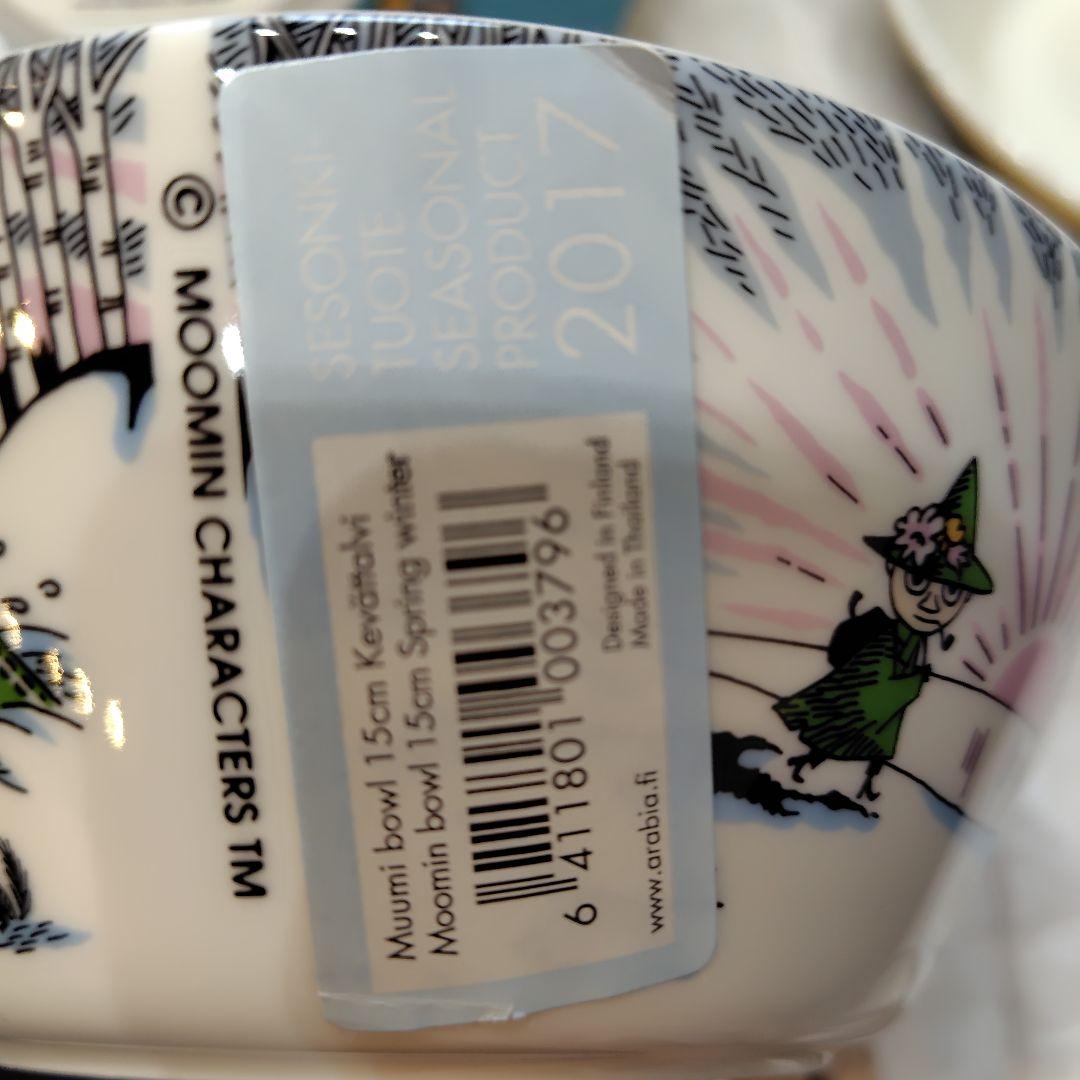 © MOOMIN CHARACTERS TM
SESONKI-
TUOTE
SEASONAL
PRODUCT
2017
Muumi bowl 15cm Kevättalvi
Moomin bowl 15cm Spring winter
6 411801 003796
Designed in Finland
Made in Thailand
www.arabia.fi